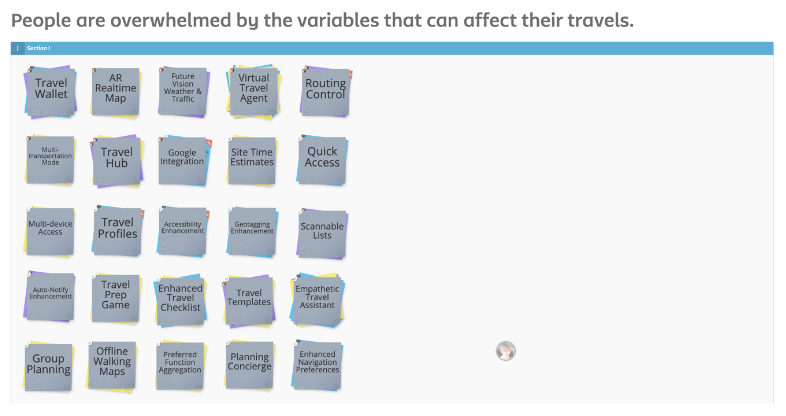 People are overwhelmed by the variables that can affect their travels.
Section I
Travel
Wallet
AR
Realtime
Map
Future
Vision
Weather &
Traffic
Virtual
Travel
Agent
Routing
Control
Multi-
transportation
Mode
Travel
Hub
Google
Integration
Site Time
Estimates
Quick
Access
Multi-device
Access
Travel
Profiles
Accessibility
Enhancement
Geotagging
Enhancement
Scannable
Lists
Auto-Notify
Enhancement
Travel
Prep
Game
Enhanced
Travel
Checklist
Travel
Templates
Empathetic
Travel
Assistant
Group
Planning
Offline
Walking
Maps
Preferred
Function
Aggregation
Planning
Concierge
Enhanced
Navigation
Preferences